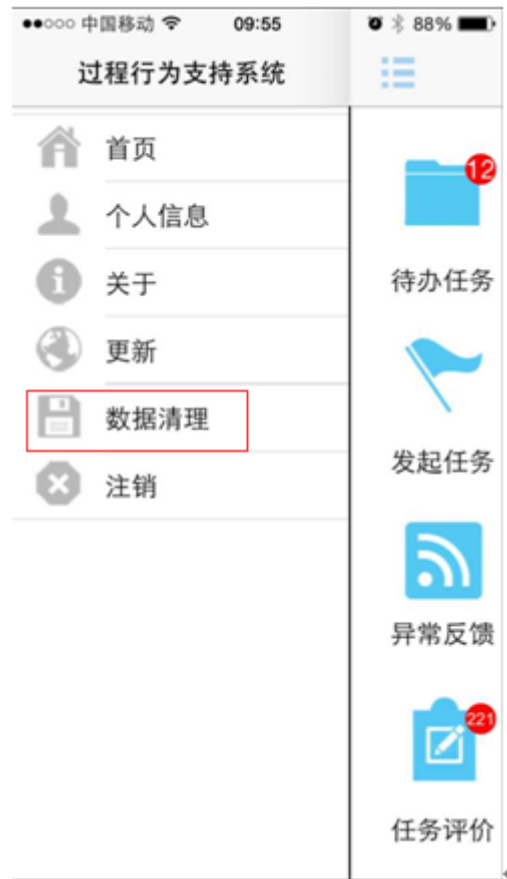 中国移动 09:55 88%
过程行为支持系统
首页
个人信息
关于
更新
数据清理
注销
12
待办任务
发起任务
异常反馈
221
任务评价